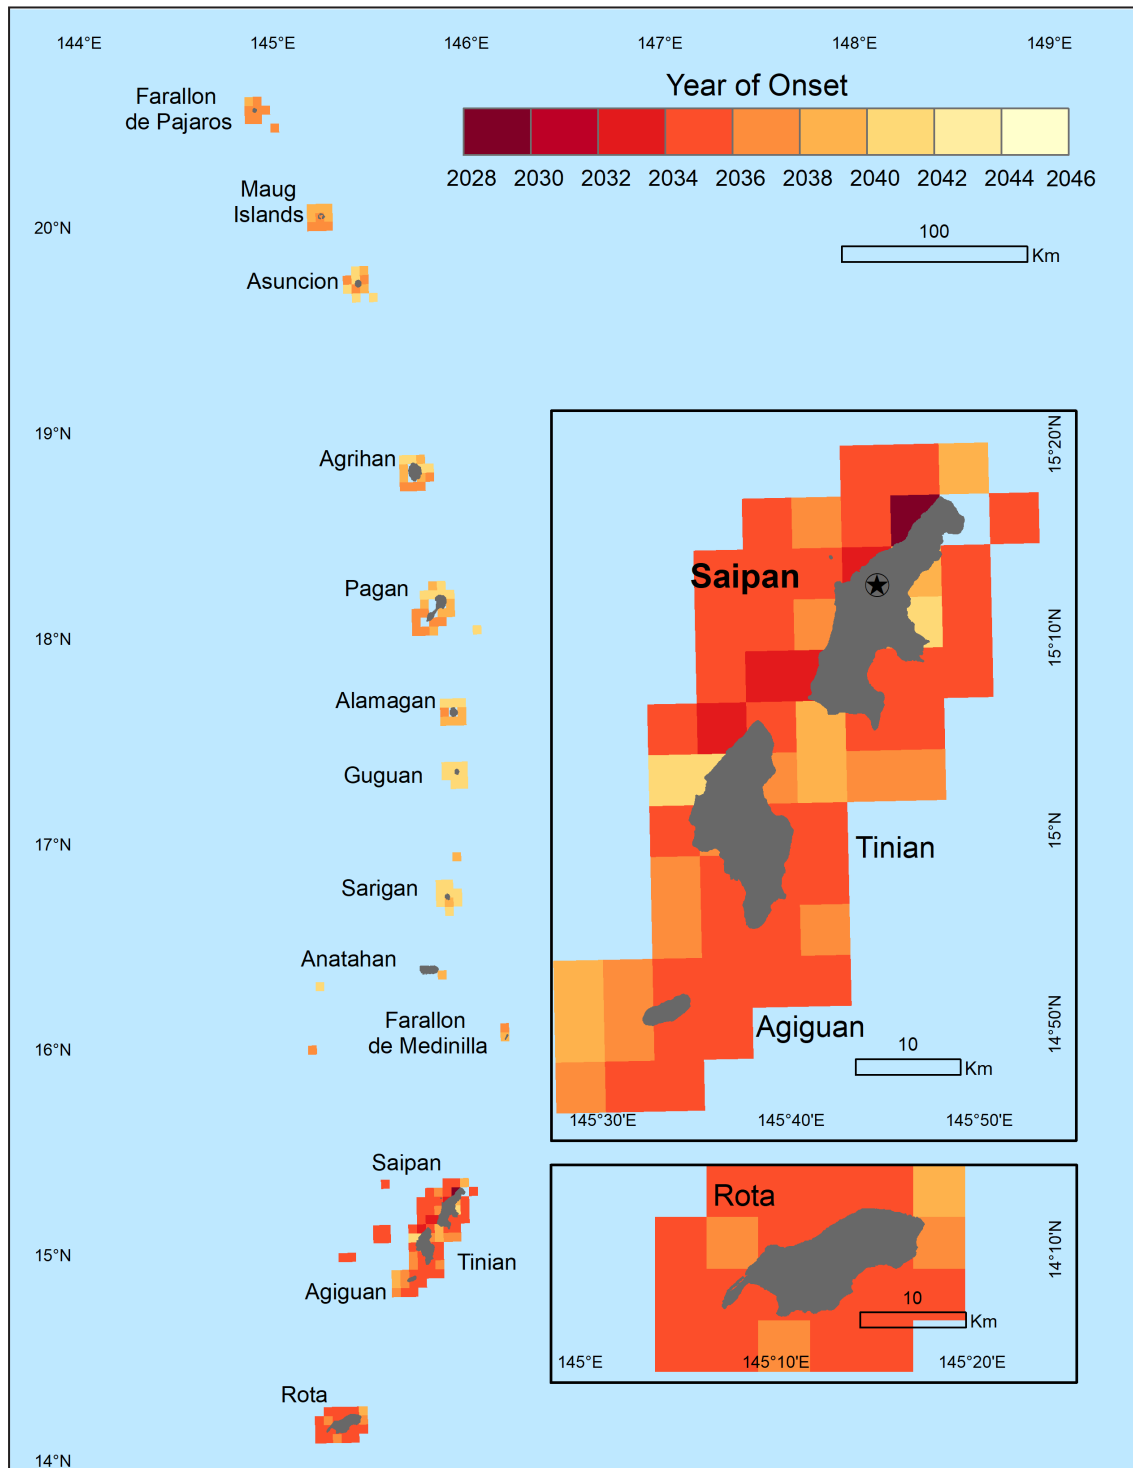 144°E 145°E 146°E 147°E 148°E 149°E
Year of Onset
Farallon
de Pajaros
2028 2030 2032 2034 2036 2038 2040 2042 2044 2046
Maug
Islands
20°N
100
Km
Asuncion
19°N
15°20'N
Agrihan
Saipan
Pagan
15°10'N
18°N
Alamagan
Guguan
15°N
17°N
Tinian
Sarigan
Anatahan
14°50'N
Farallon
de Medinilla
Agiguan
16°N
10
Km
145°30'E 145°40'E 145°50'E
Saipan
Rota
14°10'N
15°N
Tinian
Agiguan
10
Km
145°E 145°10'E 145°20'E
Rota
14°N